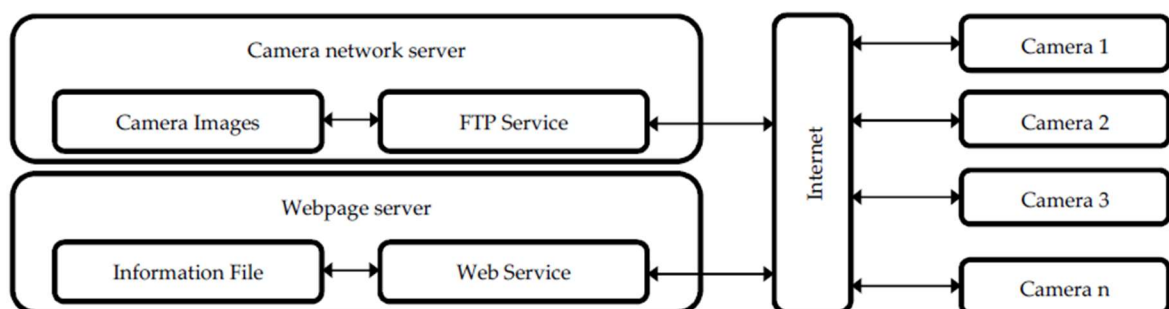 Camera network server
Camera Images
FTP Service
Webpage server
Information File
Web Service
Internet
Camera 1
Camera 2
Camera 3
Camera n